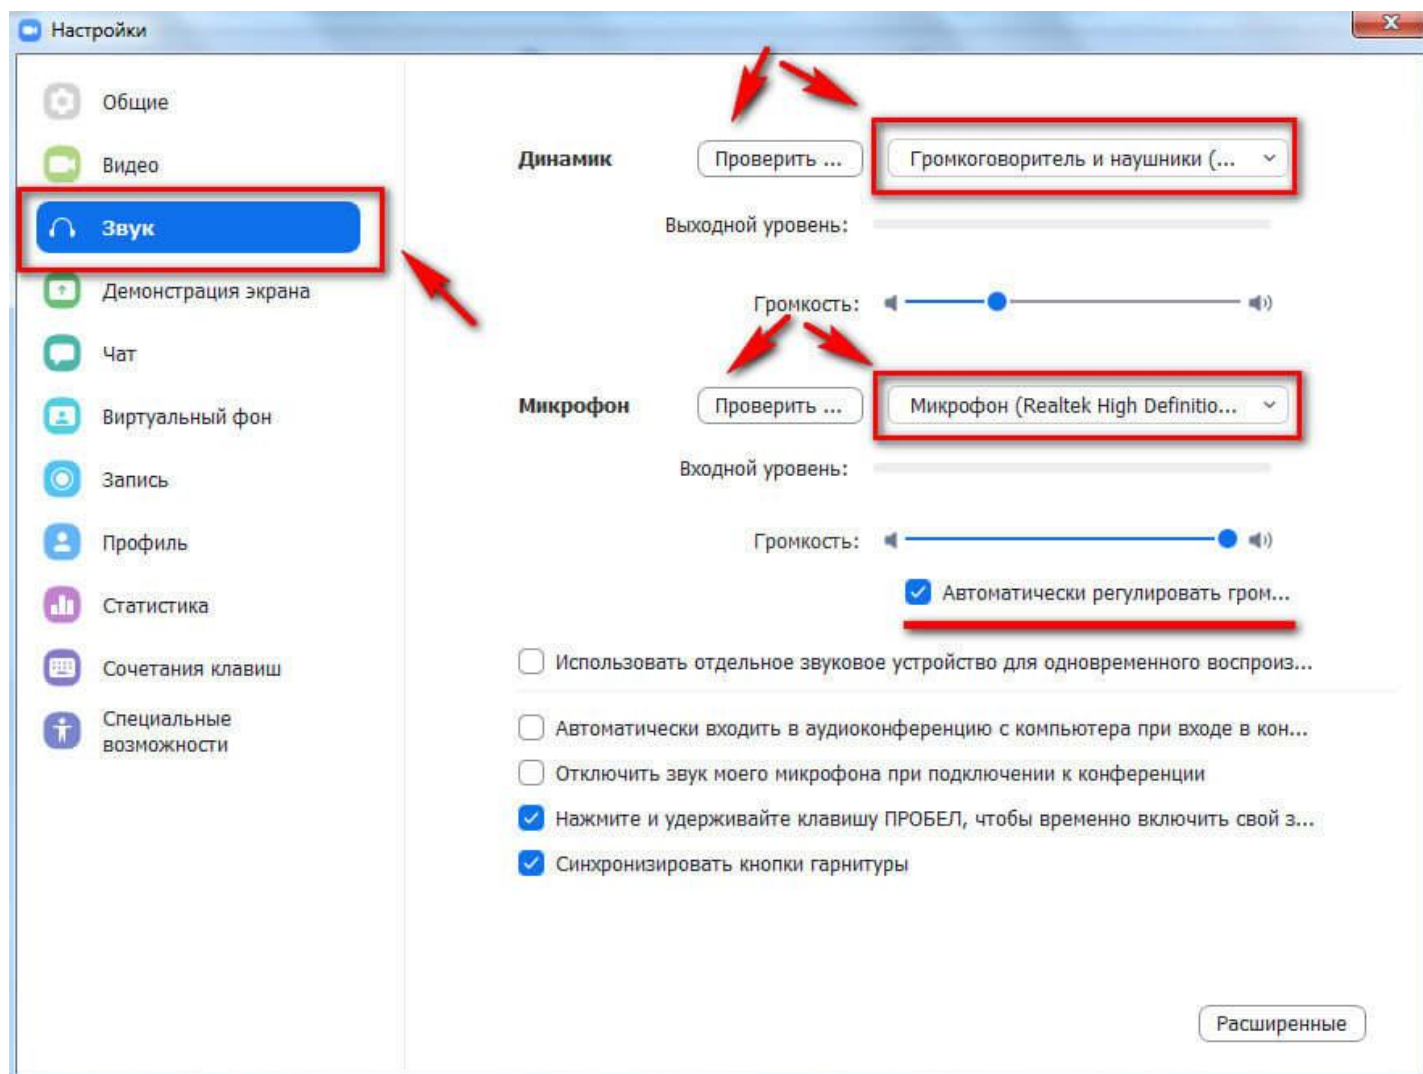 Настройки
Общие
Видео
Звук
Демонстрация экрана
Чат
Виртуальный фон
Запись
Профиль
Статистика
Сочетания клавиш
Специальные
возможности
Динамик
Проверить ...
Громкоговоритель и наушники (...
Выходной уровень:
Громкость:
Микрофон
Проверить ...
Микрофон (Realtek High Definitio...
Входной уровень:
Громкость:
Автоматически регулировать гром...
Использовать отдельное звуковое устройство для одновременного воспроиз...
Автоматически входить в аудиоконференцию с компьютера при входе в кон...
Отключить звук моего микрофона при подключении к конференции
Нажмите и удерживайте клавишу ПРОБЕЛ, чтобы временно включить свой з...
Синхронизировать кнопки гарнитуры
Расширенные